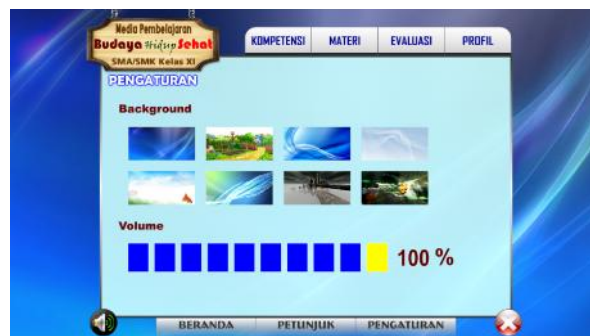 Media Pembelajaran
Budaya Hidup Sehat
SMA/SMK Kelas XI
KOMPETENSI MATERI EVALUASI PROFIL
PENGATURAN
Background
Volume
100 %
BERANDA PETUNJUK PENGATURAN